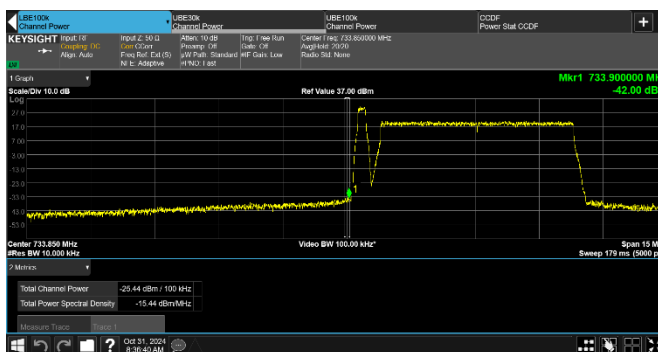 LBE100k
Channel Power
UBE30k
Channel Power
UBE100k
Channel Power
CCDF
Power Stat CCDF
+
KEYSIGHT
Input: RF
Coupling: DC
Align: Auto
Input Z: 50 Ω
Corr CCorr
Freq Ref: Ext (S)
NFE: Adaptive
Atten: 10 dB
Preamp: Off
µW Path: Standard
#PNO: Fast
Trig: Free Run
Gate: Off
#IF Gain: Low
Center Freq: 733.850000 MHz
Avg|Hold: 20/20
Radio Std: None
1 Graph
Scale/Div 10.0 dB
Ref Value 37.00 dBm
Mkr1 733.900000 MH
-42.00 dB
Log
27.0
17.0
7.00
-3.00
-13.0
-23.0
-33.0
-43.0
-53.0
1
Center 733.850 MHz
#Res BW 10.000 kHz
Video BW 100.00 kHz*
Span 15 M
Sweep 179 ms (5000 p
2 Metrics
Total Channel Power
-25.44 dBm / 100 kHz
Total Power Spectral Density
-15.44 dBm/MHz
Measure Trace
Trace 1
?
Oct 31, 2024
8:36:40 AM